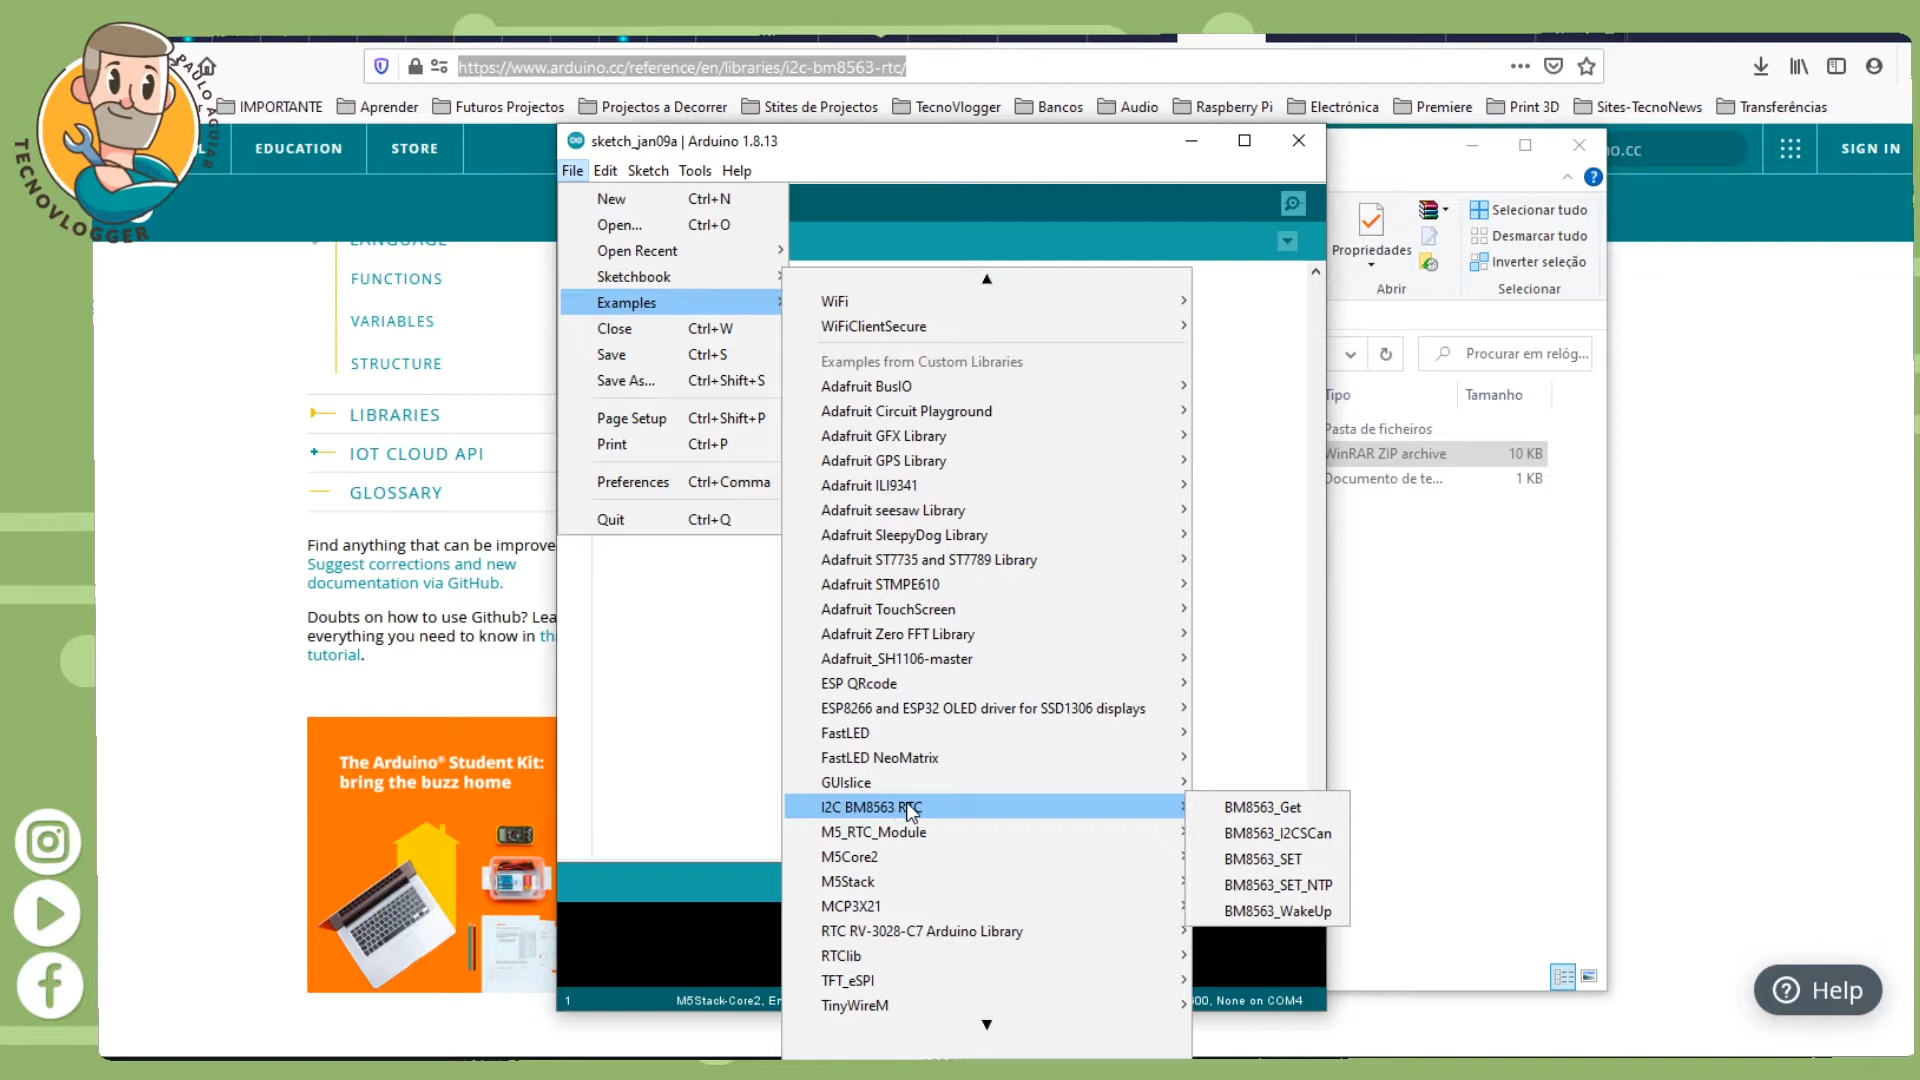 PAULO AGUIAR
TECNOVLOGGER
https://www.arduino.cc/reference/en/libraries/i2c-bm8563-rtc/
IMPORTANTE
Aprender
Futuros Projectos
Projectos a Decorrer
Stites de Projectos
TecnoVlogger
Bancos
Audio
Raspberry Pi
Electrónica
Premiere
Print 3D
Sites-TecnoNews
Transferências
EDUCATION
STORE
SIGN IN
LANGUAGE
FUNCTIONS
VARIABLES
STRUCTURE
LIBRARIES
IOT CLOUD API
GLOSSARY
Find anything that can be improve
Suggest corrections and new
documentation via GitHub.
Doubts on how to use Github? Lea
everything you need to know in th
tutorial.
The Arduino® Student Kit:
bring the buzz home
sketch_jan09a | Arduino 1.8.13
File Edit Sketch Tools Help
New Ctrl+N
Open... Ctrl+O
Open Recent
Sketchbook
Examples
Close Ctrl+W
Save Ctrl+S
Save As... Ctrl+Shift+S
Page Setup Ctrl+Shift+P
Print Ctrl+P
Preferences Ctrl+Comma
Quit Ctrl+Q
WiFi
WiFiClientSecure
Examples from Custom Libraries
Adafruit BusIO
Adafruit Circuit Playground
Adafruit GFX Library
Adafruit GPS Library
Adafruit ILI9341
Adafruit seesaw Library
Adafruit SleepyDog Library
Adafruit ST7735 and ST7789 Library
Adafruit STMPE610
Adafruit TouchScreen
Adafruit Zero FFT Library
Adafruit_SH1106-master
ESP QRcode
ESP8266 and ESP32 OLED driver for SSD1306 displays
FastLED
FastLED NeoMatrix
GUIslice
I2C BM8563 RTC
M5_RTC_Module
M5Core2
M5Stack
MCP3X21
RTC RV-3028-C7 Arduino Library
RTClib
TFT_eSPI
TinyWireM
BM8563_Get
BM8563_I2CSCan
BM8563_SET
BM8563_SET_NTP
BM8563_WakeUp
1
M5Stack-Core2, En
00, None on COM4
o.cc
Propriedades
Abrir
Selecionar tudo
Desmarcar tudo
Inverter seleção
Selecionar
Procurar em relóg...
Tipo Tamanho
Pasta de ficheiros
WinRAR ZIP archive 10 KB
Documento de te... 1 KB
Help